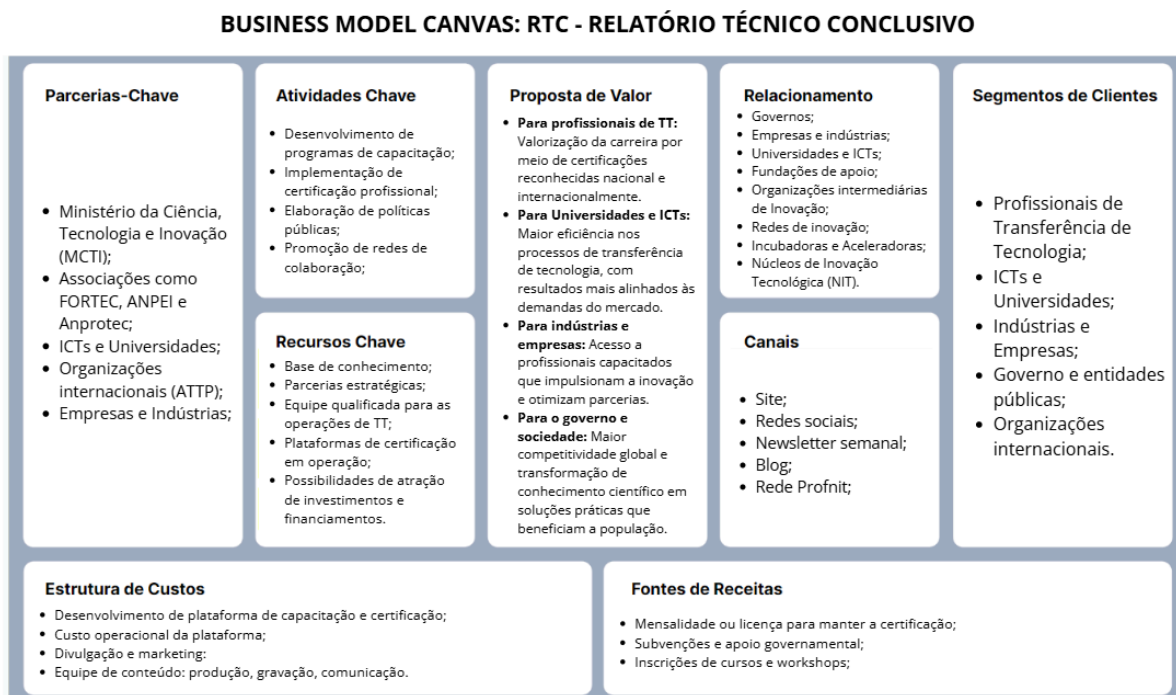 BUSINESS MODEL CANVAS: RTC - RELATÓRIO TÉCNICO CONCLUSIVO
Parcerias-Chave
• Ministério da Ciência,
Tecnologia e Inovação
(MCTI);
• Associações como
FORTEC, ANPEI e
Anprotec;
• ICTs e Universidades;
• Organizações
internacionais (ATTP);
• Empresas e Indústrias;
Atividades Chave
• Desenvolvimento de
programas de capacitação;
• Implementação de
certificação profissional;
• Elaboração de políticas
públicas;
• Promoção de redes de
colaboração;
Recursos Chave
• Base de conhecimento;
• Parcerias estratégicas;
• Equipe qualificada para as
operações de TT;
• Plataformas de certificação
em operação;
• Possibilidades de atração
de investimentos e
financiamentos.
Proposta de Valor
• Para profissionais de TT:
Valorização da carreira por
meio de certificações
reconhecidas nacional e
internacionalmente.
• Para Universidades e ICTs:
Maior eficiência nos
processos de transferência
de tecnologia, com
resultados mais alinhados às
demandas do mercado.
• Para indústrias e
empresas: Acesso a
profissionais capacitados
que impulsionam a inovação
e otimizam parcerias.
• Para o governo e
sociedade: Maior
competitividade global e
transformação de
conhecimento científico em
soluções práticas que
beneficiam a população.
Relacionamento
• Governos;
• Empresas e indústrias;
• Universidades e ICTs;
• Fundações de apoio;
• Organizações intermediárias
de Inovação;
• Redes de inovação;
• Incubadoras e Aceleradoras;
• Núcleos de Inovação
Tecnológica (NIT).
Canais
• Site;
• Redes sociais;
• Newsletter semanal;
• Blog;
• Rede Profnit;
Segmentos de Clientes
• Profissionais de
Transferência de
Tecnologia;
• ICTs e
Universidades;
• Indústrias e
Empresas;
• Governo e entidades
públicas;
• Organizações
internacionais.
Estrutura de Custos
• Desenvolvimento de plataforma de capacitação e certificação;
• Custo operacional da plataforma;
• Divulgação e marketing:
• Equipe de conteúdo: produção, gravação, comunicação.
Fontes de Receitas
• Mensalidade ou licença para manter a certificação;
• Subvenções e apoio governamental;
• Inscrições de cursos e workshops;